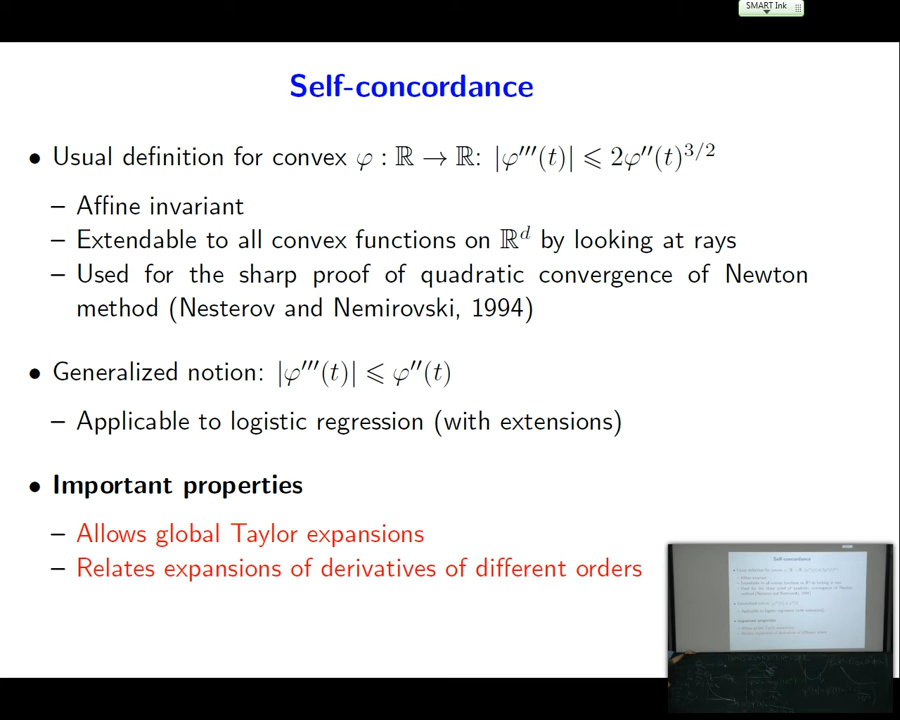 SMART Ink
Self-concordance
• Usual definition for convex φ : ℝ → ℝ: |φ′′′(t)| ⩽ 2φ′′(t)^{3/2}
– Affine invariant
– Extendable to all convex functions on ℝ^d by looking at rays
– Used for the sharp proof of quadratic convergence of Newton
method (Nesterov and Nemirovski, 1994)
• Generalized notion: |φ′′′(t)| ⩽ φ′′(t)
– Applicable to logistic regression (with extensions)
• Important properties
– Allows global Taylor expansions
– Relates expansions of derivatives of different orders